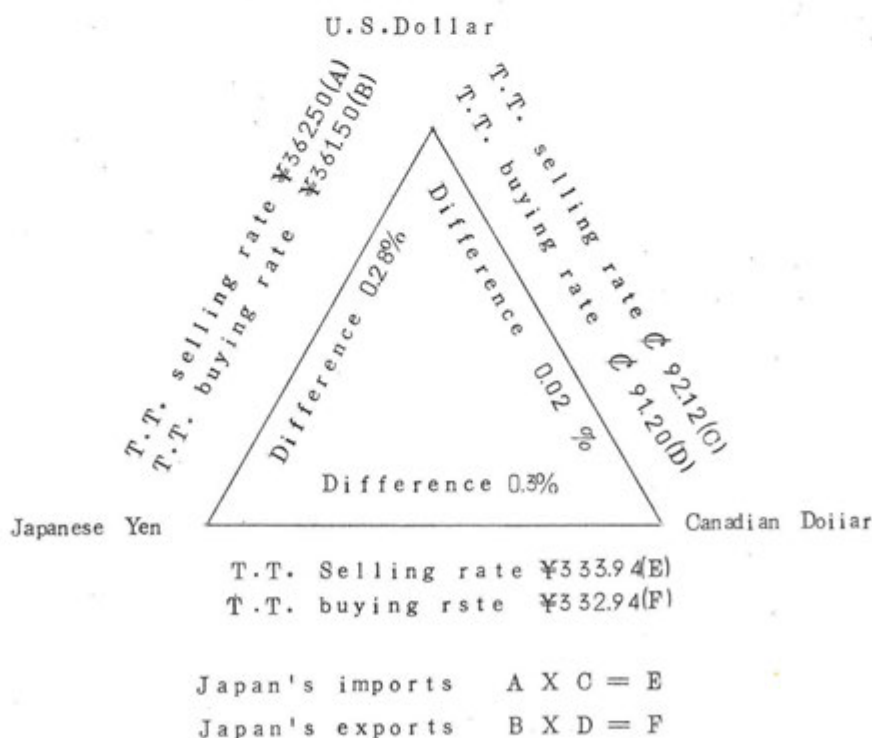 U.S.Dollar
T.T. selling rate ¥362.50(A)
T.T. buying rate ¥361.50(B)
T.T. selling rate ₡ 92.12(C)
T.T. buying rate ₡ 91.20(D)
Difference 0.28%
Difference 0.02 %
Difference 0.3%
Japanese Yen
Canadian Doiiar
T.T. Selling rate ¥333.94(E)
T.T. buying rste ¥332.94(F)
Japan's imports A X C = E
Japan's exports B X D = F